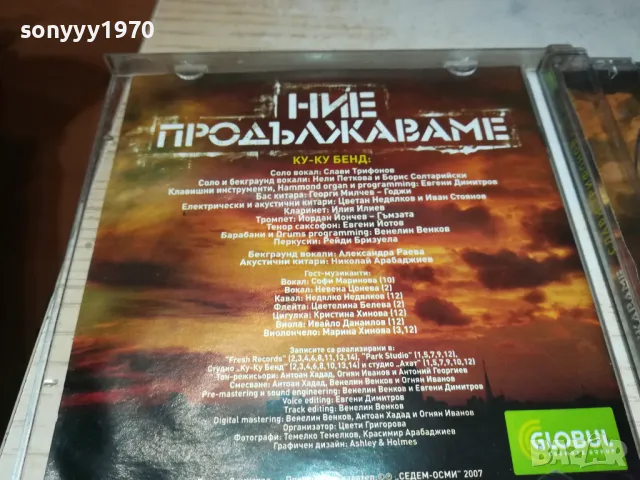 sonyyy1970
НИЕ
ПРОДЪЛЖАВАМЕ
КУ-КУ БЕНД:
Соло вокал: Слави Трифонов
Соло и Бекграунд вокали: Нели Петкова и Борис Солтарийски
Клавишни инструменти, Hammond organ и programming: Евгени Димитров
Бас китара: Георги Милчев – Годжи
Електрически и акустични китари: Цветан Недялков и Иван Стоянов
Кларинет: Илия Илиев
Тромпет: Йордан Йончев – Гъмзата
Тенор саксофон: Евгени Йотов
Барабани и Drums programming: Венелин Венков
Перкусии: Рейди Бризуела
Бекграунд вокали: Александра Раева
Акустични китари: Николай Арабаджиев
Гост-музиканти:
Вокал: Софи Маринова (10)
Вокал: Невена Цонева (2)
Кавал: Недялко Недялков (12)
Флейта: Цветелина Белева (2)
Цигулка: Кристина Хинова (12)
Виола: Ивайло Данаилов (12)
Виолончело: Марина Хинова (3,12)
Записите са реализирани в:
"Fresh Records" (2,3,4,6,8,11,13,14), "Park Studio" (1,5,7,9,12),
Студио „Ку-Ку Бенд" (2,3,4,6,8,10,13,14) и студио „Ахат" (1,5,7,9,10,12)
Тон-режисьори: Антоан Хадад, Огнян Иванов и Антоний Георгиев
Смесване: Антоан Хадад, Венелин Венков и Огнян Иванов
Pre-mastering и sound engineering: Венелин Венков и Евгени Димитров
Voice editing: Евгени Димитров
Track editing: Венелин Венков
Digital mastering: Венелин Венков, Антоан Хадад и Огнян Иванов
Организатор: Цвети Григорова
Фотографи: Темелко Темелков, Красимир Арабаджиев
Графичен дизайн: Ashley & Holmes
„СЕДЕМ-ОСМИ" 2007
GLOBUL
bazar